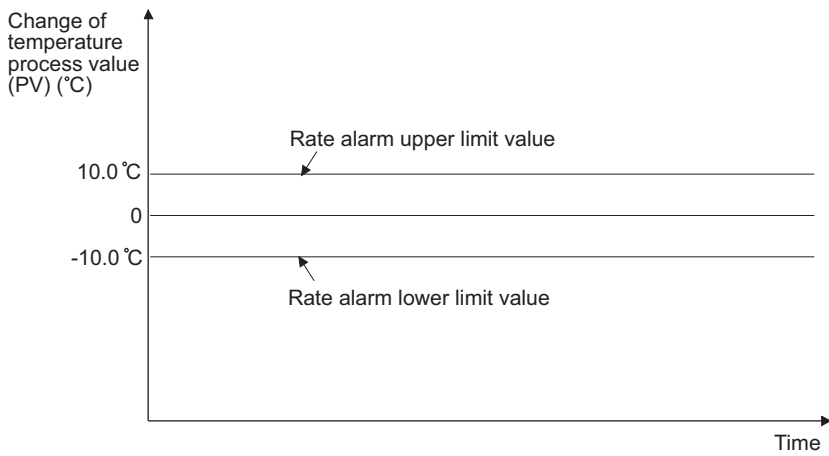 Change of
temperature
process value
(PV) (℃)
Rate alarm upper limit value
10.0 ℃
0
-10.0 ℃
Rate alarm lower limit value
Time